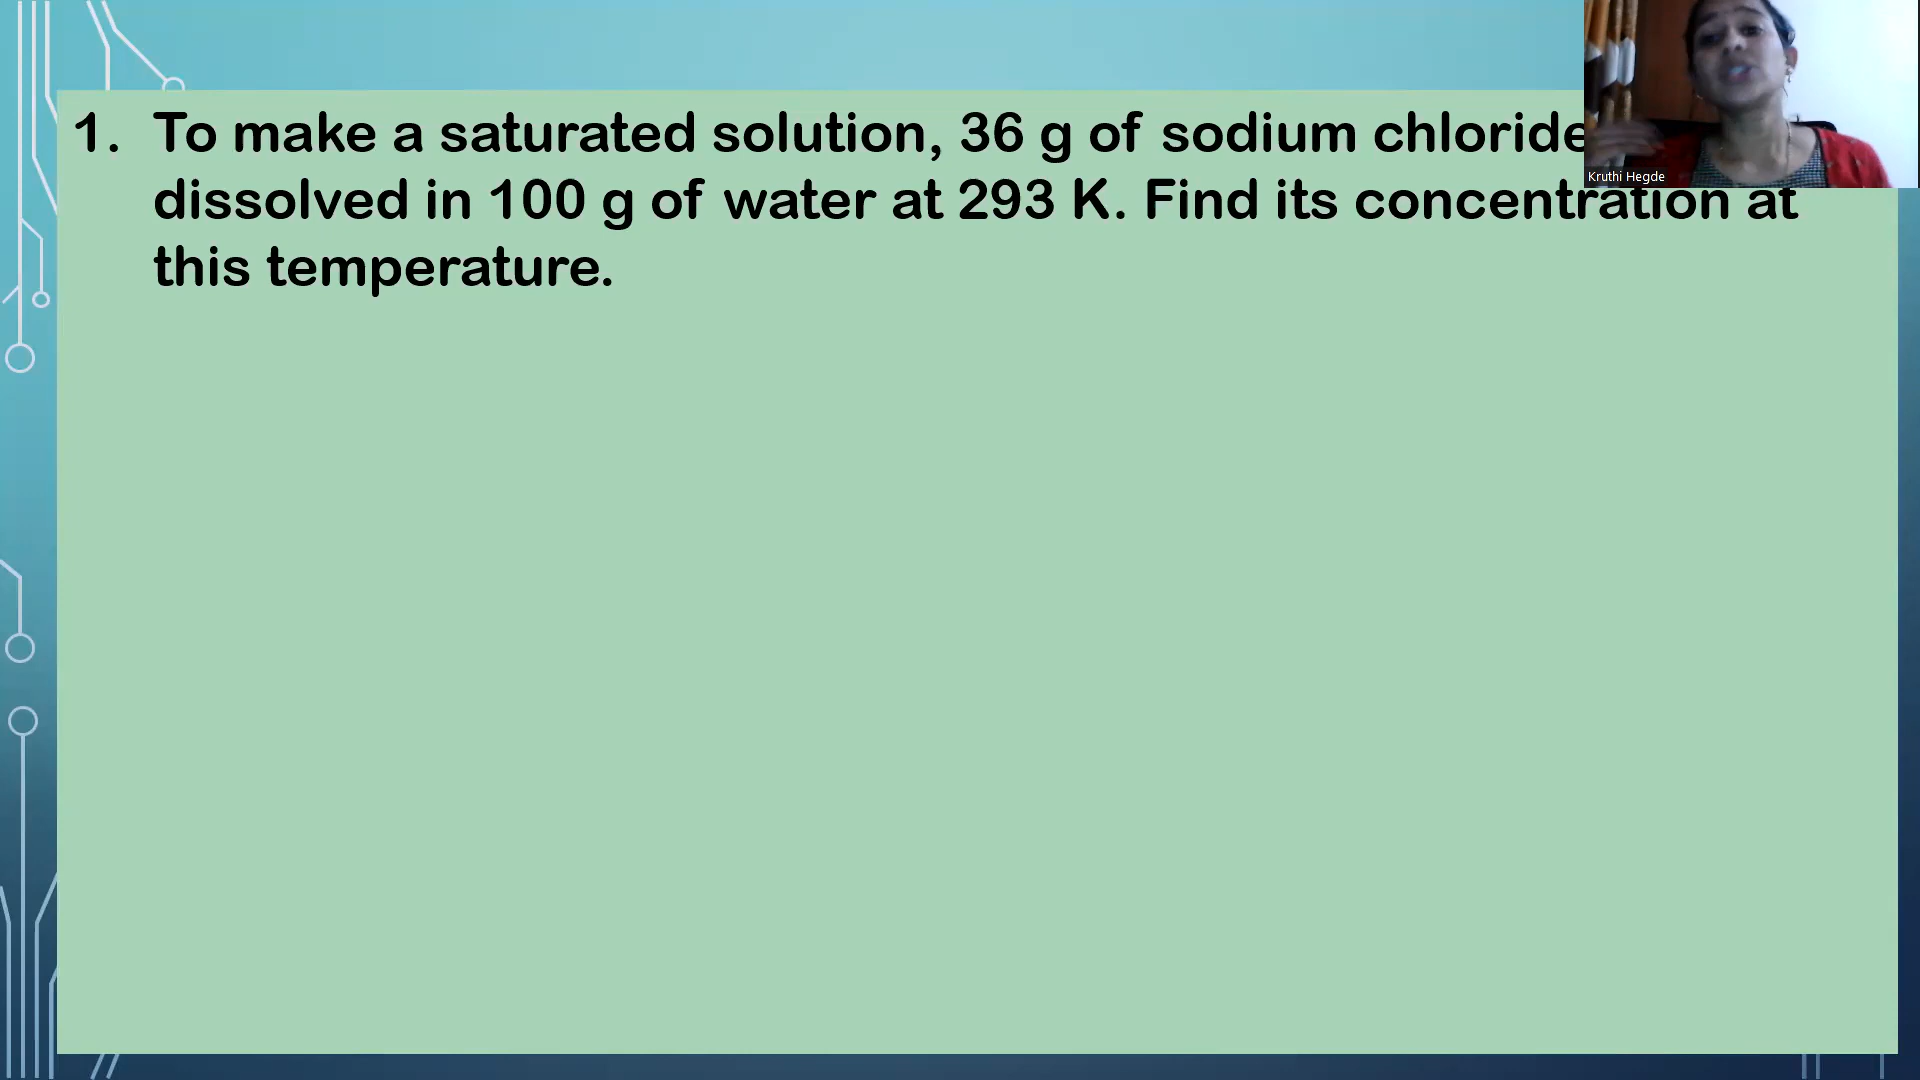 1. To make a saturated solution, 36 g of sodium chloride
dissolved in 100 g of water at 293 K. Find its concentration at
this temperature.
Kruthi Hegde